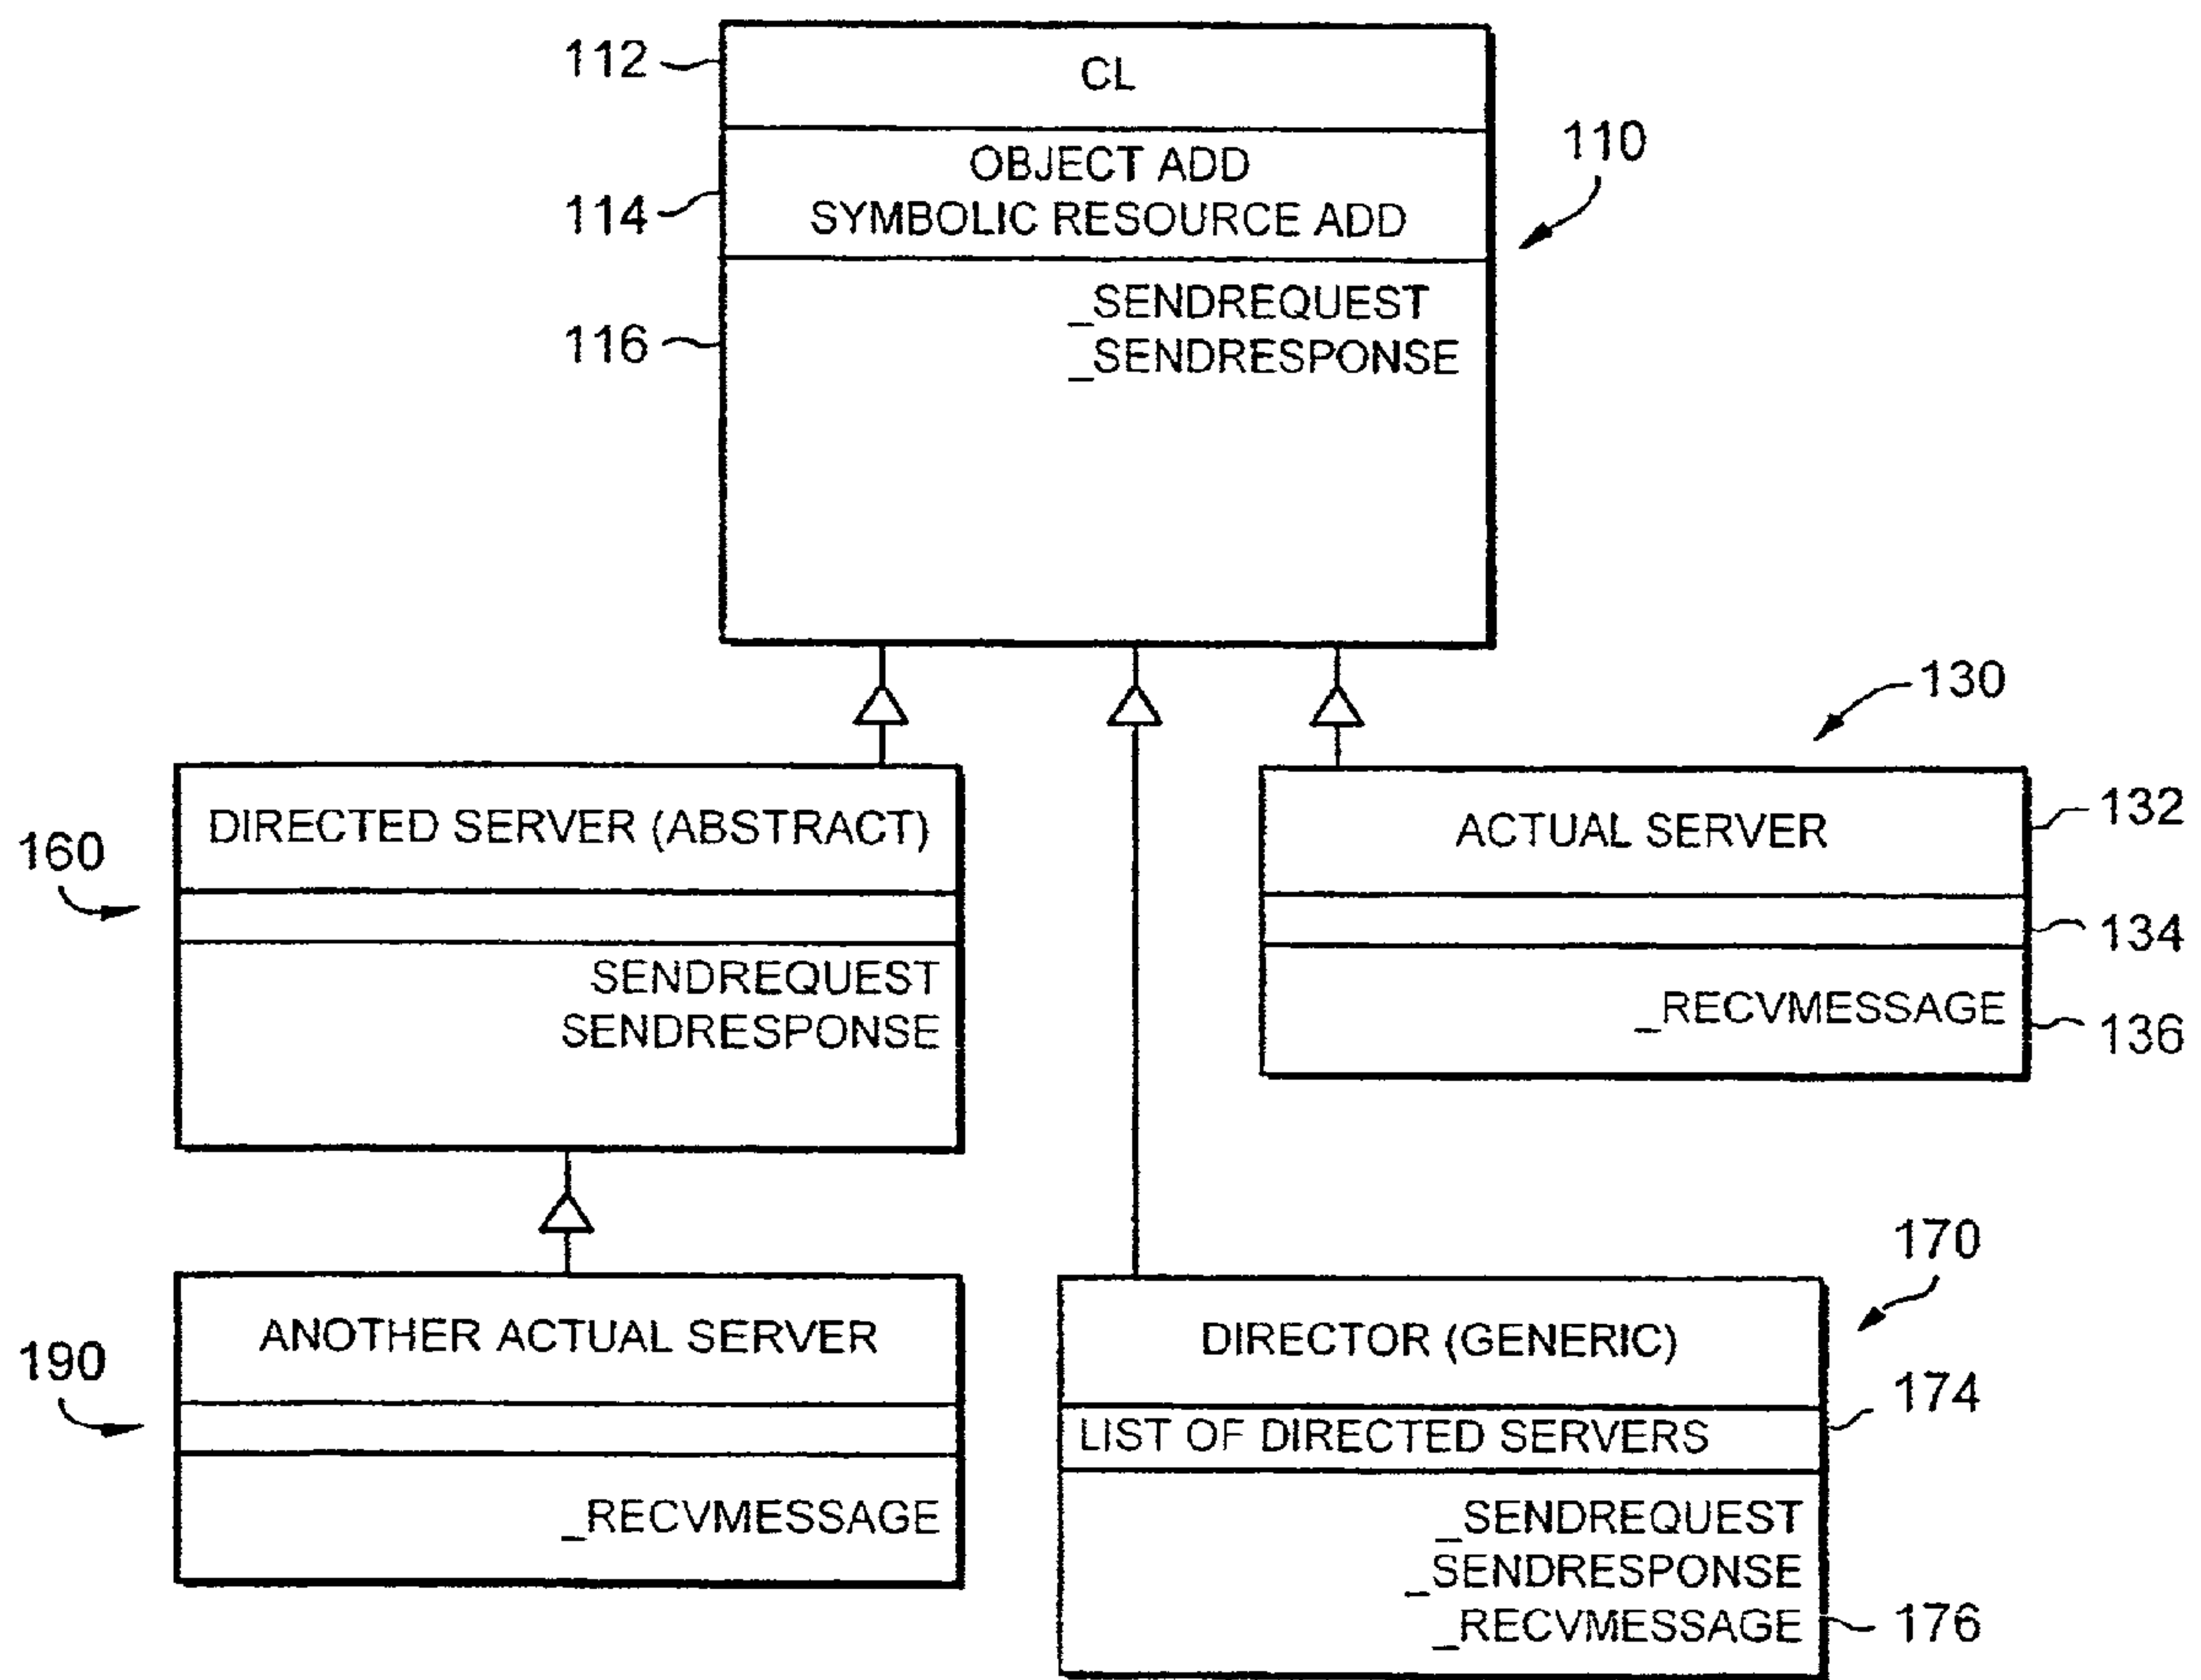 112
CL
110
OBJECT ADD
114
SYMBOLIC RESOURCE ADD
_SENDREQUEST
116
_SENDRESPONSE
130
DIRECTED SERVER (ABSTRACT)
160
ACTUAL SERVER
132
134
SENDREQUEST
SENDRESPONSE
_RECVMESSAGE
136
170
ANOTHER ACTUAL SERVER
190
DIRECTOR (GENERIC)
174
LIST OF DIRECTED SERVERS
_RECVMESSAGE
_SENDREQUEST
_SENDRESPONSE
_RECVMESSAGE
176